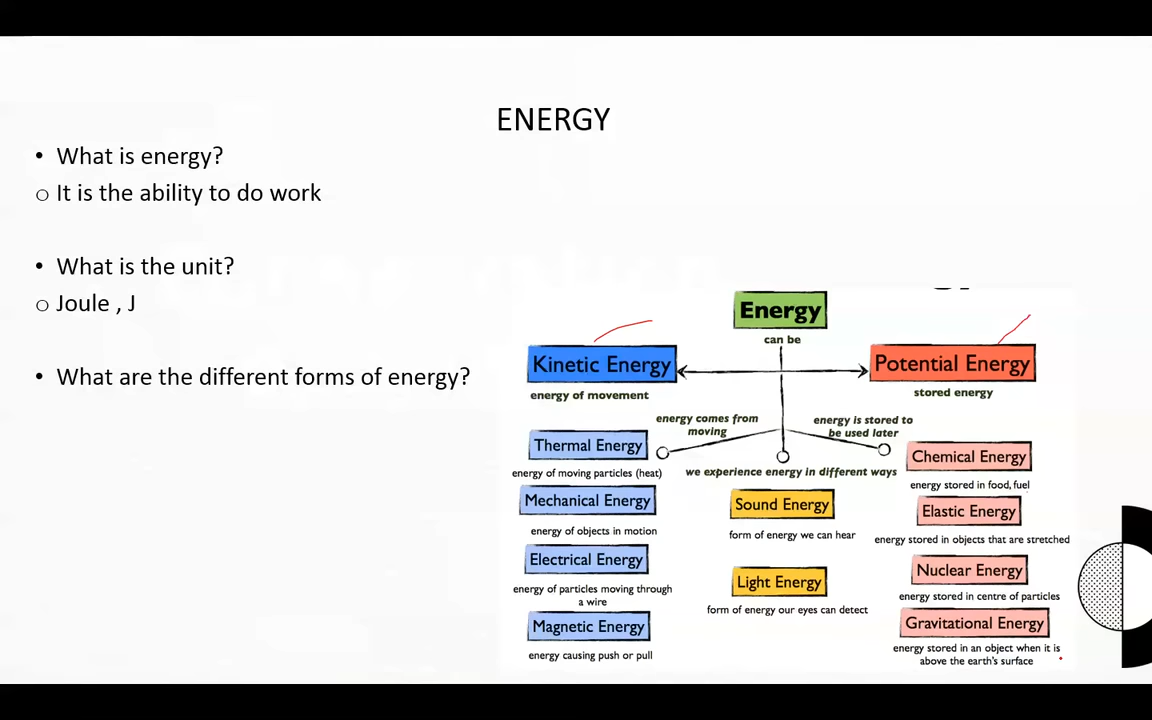 ENERGY
• What is energy?
o It is the ability to do work
• What is the unit?
o Joule , J
• What are the different forms of energy?
Energy
can be
Kinetic Energy
energy of movement
Potential Energy
stored energy
energy comes from
moving
energy is stored to
be used later
we experience energy in different ways
Thermal Energy
energy of moving particles (heat)
Mechanical Energy
energy of objects in motion
Electrical Energy
energy of particles moving through
a wire
Magnetic Energy
energy causing push or pull
Sound Energy
form of energy we can hear
Light Energy
form of energy our eyes can detect
Chemical Energy
energy stored in food, fuel
Elastic Energy
energy stored in objects that are stretched
Nuclear Energy
energy stored in centre of particles
Gravitational Energy
energy stored in an object when it is
above the earth's surface